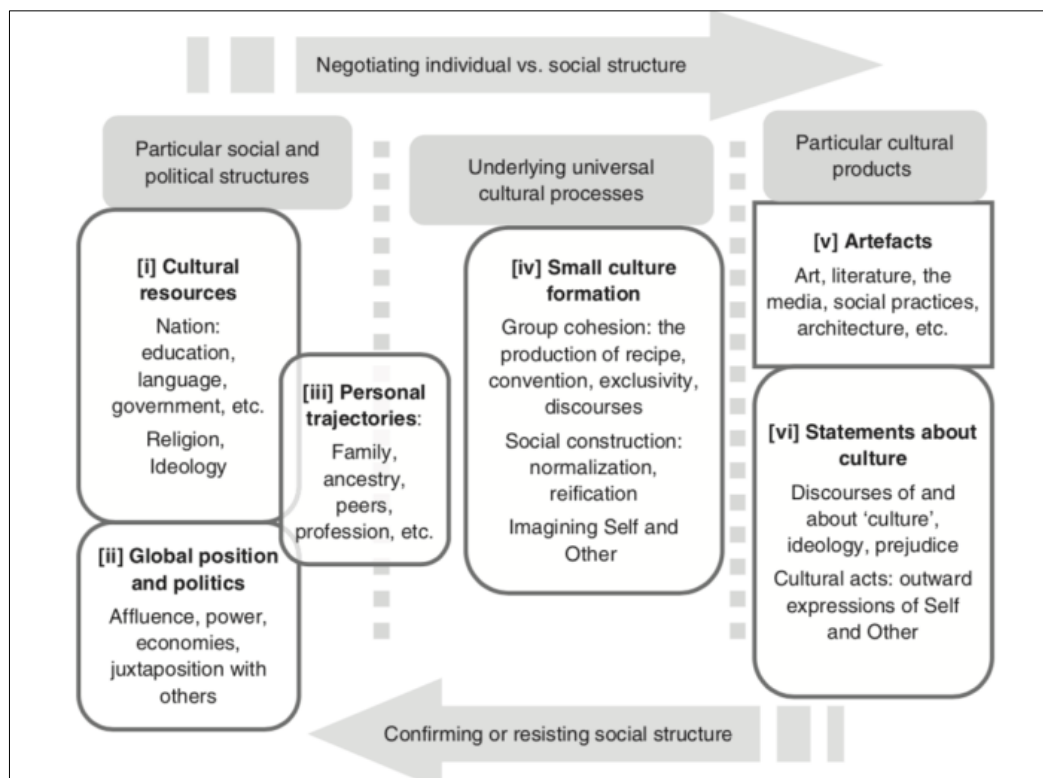 Negotiating individual vs. social structure
Particular social and
political structures
Underlying universal
cultural processes
Particular cultural
products
[i] Cultural
resources
Nation:
education,
language,
government, etc.
Religion,
Ideology
[ii] Global position
and politics
Affluence, power,
economies,
juxtaposition with
others
[iii] Personal
trajectories:
Family,
ancestry,
peers,
profession, etc.
[iv] Small culture
formation
Group cohesion: the
production of recipe,
convention, exclusivity,
discourses
Social construction:
normalization,
reification
Imagining Self and
Other
[v] Artefacts
Art, literature, the
media, social practices,
architecture, etc.
[vi] Statements about
culture
Discourses of and
about ‘culture’,
ideology, prejudice
Cultural acts: outward
expressions of Self
and Other
Confirming or resisting social structure